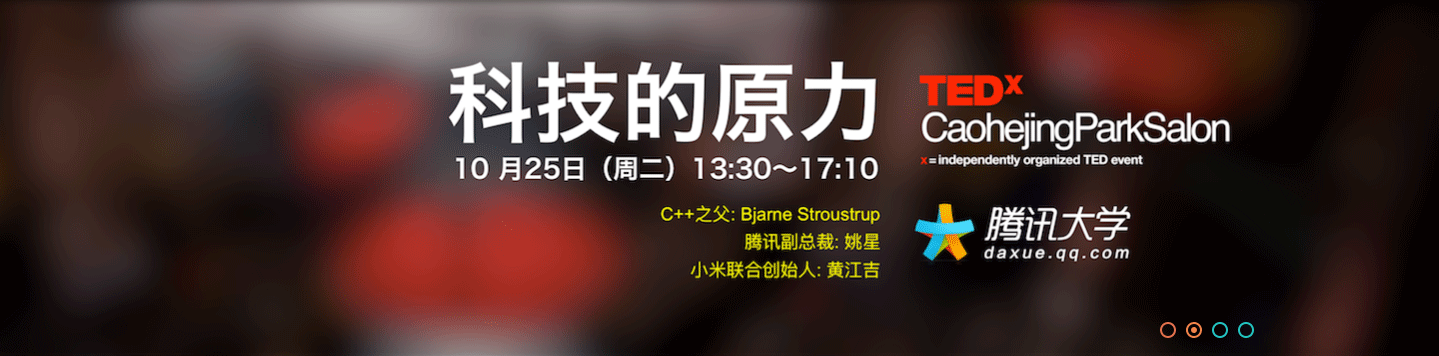 科技的原力
10 月25日（周二）13:30～17:10
C++之父: Bjarne Stroustrup
腾讯副总裁: 姚星
小米联合创始人: 黄江吉
TEDx
CaohejingParkSalon
x = independently organized TED event
腾讯大学
daxue.qq.com